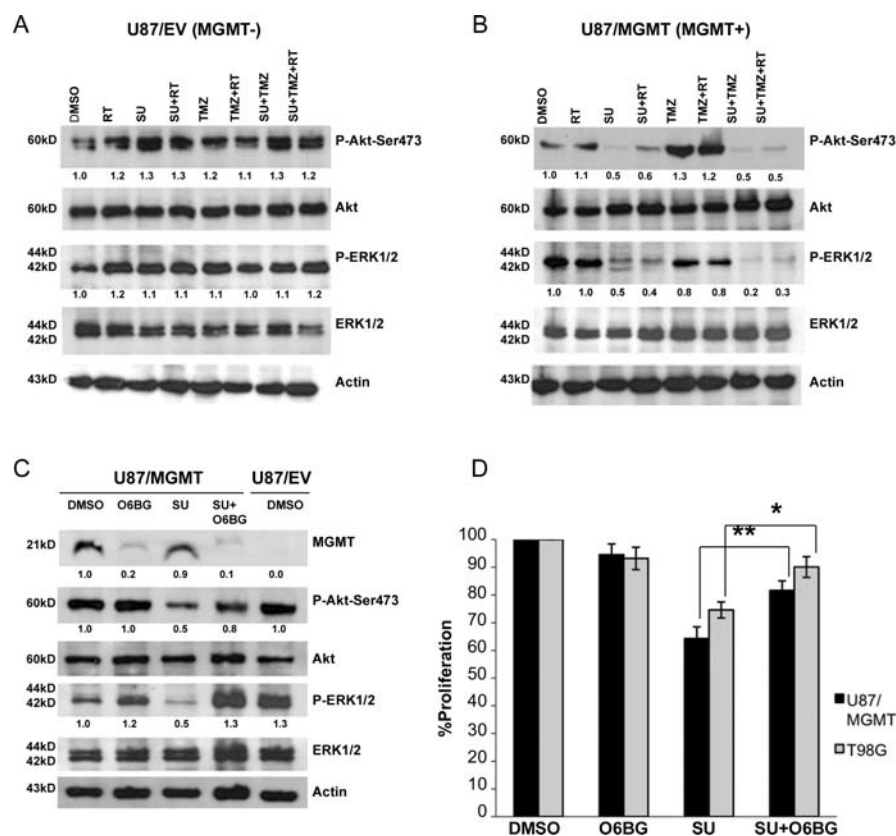 A
U87/EV (MGMT-)
DMSO RT SU SU+RT TMZ TMZ+RT SU+TMZ SU+TMZ+RT
60kD P-Akt-Ser473
1.0 1.2 1.3 1.3 1.2 1.1 1.3 1.2
60kD Akt
44kD
42kD P-ERK1/2
1.0 1.2 1.1 1.1 1.1 1.0 1.1 1.2
44kD ERK1/2
42kD
43kD Actin
B
U87/MGMT (MGMT+)
DMSO RT SU SU+RT TMZ TMZ+RT SU+TMZ SU+TMZ+RT
60kD P-Akt-Ser473
1.0 1.1 0.5 0.6 1.3 1.2 0.5 0.5
60kD Akt
44kD P-ERK1/2
42kD
1.0 1.0 0.5 0.4 0.8 0.8 0.2 0.3
44kD ERK1/2
42kD
43kD Actin
C
U87/MGMT U87/EV
DMSO O6BG SU SU+ DMSO
O6BG
21kD MGMT
1.0 0.2 0.9 0.1 0.0
60kD P-Akt-Ser473
1.0 1.0 0.5 0.8 1.0
60kD Akt
44kD
42kD P-ERK1/2
1.0 1.2 0.5 1.3 1.3
44kD ERK1/2
42kD
43kD Actin
D
*
**
100
90
80
70
60
50
40
30
20
10
0
%Proliferation
DMSO O6BG SU SU+O6BG
U87/
MGMT
T98G